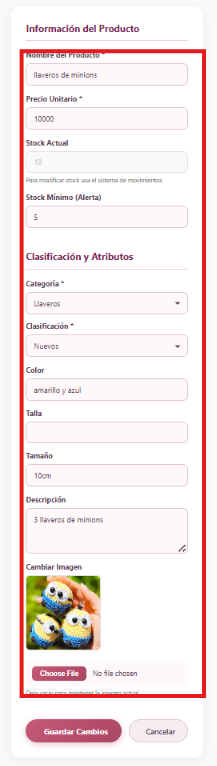 Información del Producto
Nombre del Producto *
llaveros de minions
Precio Unitario *
10000
Stock Actual
18
Para modificar stock usa el sistema de movimientos
Stock Mínimo (Alerta)
5
Clasificación y Atributos
Categoría *
Llaveros
Clasificación *
Nuevos
Color
amarillo y azul
Talla
Tamaño
10cm
Descripción
3 llaveros de minions
Cambiar Imagen
Choose File No file chosen
Deja vacío para mantener la imagen actual
Guardar Cambios
Cancelar